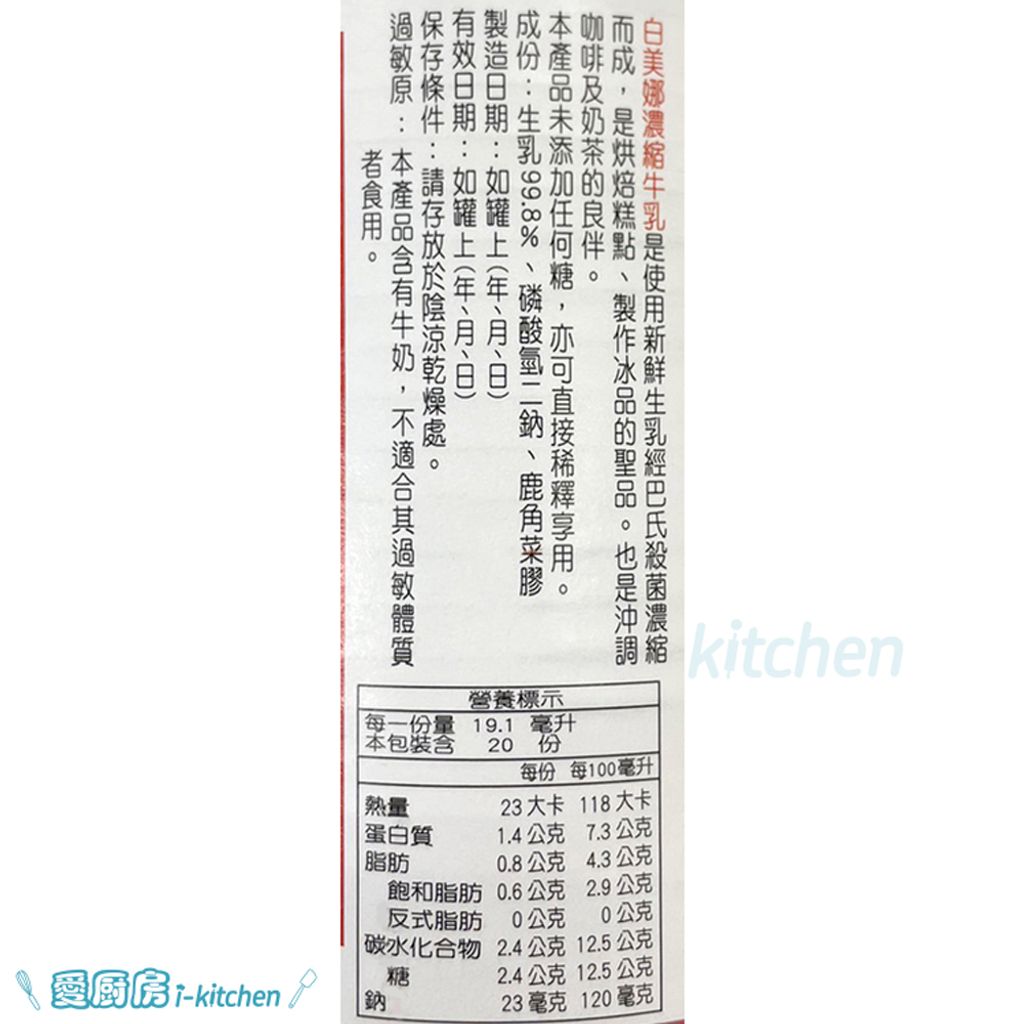 白美娜濃縮牛乳是使用新鮮生乳經巴氏殺菌濃縮
而成，是烘焙糕點、製作冰品的聖品。也是沖調
咖啡及奶茶的良伴。
本產品未添加任何糖，亦可直接稀釋享用。
成份：生乳99.8%、磷酸氫二鈉、鹿角菜膠
製造日期：如罐上(年、月、日)
有效日期：如罐上(年、月、日)
保存條件：請存放於陰涼乾燥處。
過敏原：本產品含有牛奶，不適合其過敏體質
者食用。
kitchen
營養標示
每一份量 19.1 毫升
本包裝含 20 份
每份 每100毫升
熱量 23 大卡 118 大卡
蛋白質 1.4 公克 7.3 公克
脂肪 0.8 公克 4.3 公克
飽和脂肪 0.6 公克 2.9 公克
反式脂肪 0 公克 0 公克
碳水化合物 2.4 公克 12.5 公克
糖 2.4 公克 12.5 公克
鈉 23 毫克 120 毫克
愛廚房 i-kitchen